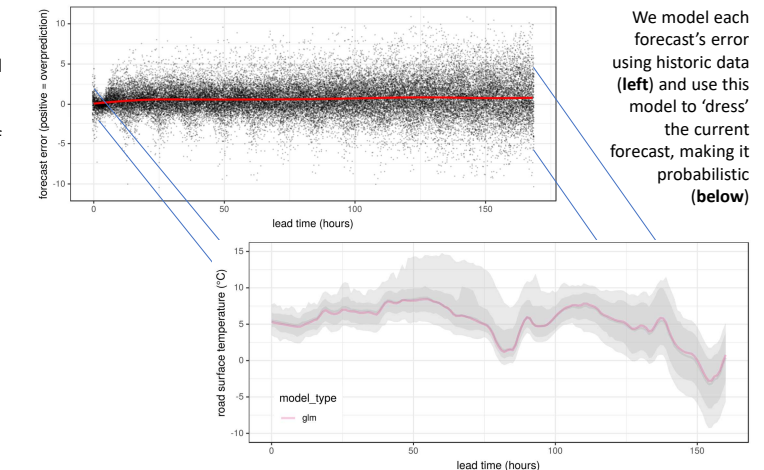 We model each
forecast's error
using historic data
(left) and use this
model to 'dress'
the current
forecast, making it
probabilistic
(below)
forecast error (positive = overprediction)
10
5
0
-5
-10
0
50
100
150
lead time (hours)
road surface temperature (°C)
15
10
5
0
-5
-10
model_type
glm
0
50
100
150
lead time (hours)